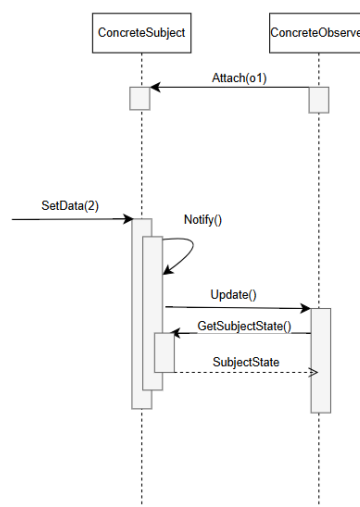 ConcreteSubject
ConcreteObserve
Attach(o1)
SetData(2)
Notify()
Update()
GetSubjectState()
SubjectState